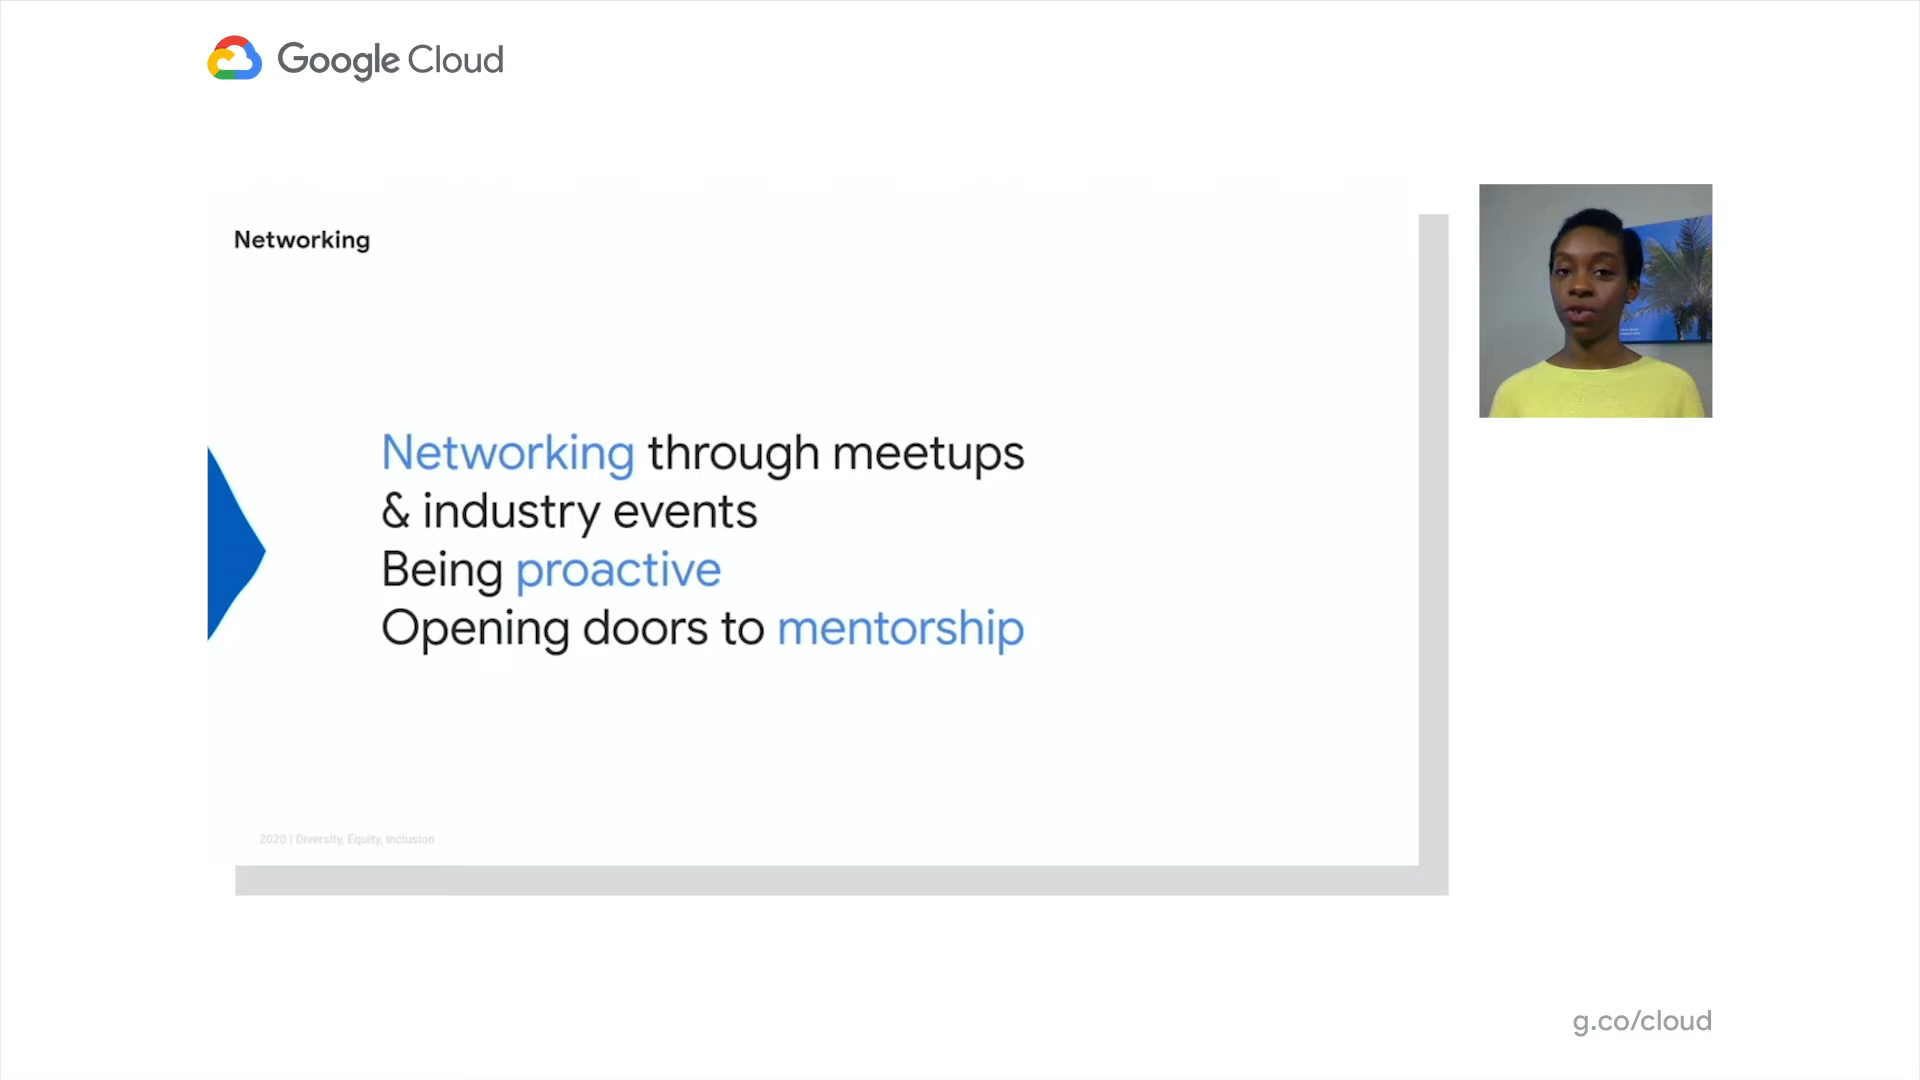 Google Cloud
Networking
Networking through meetups
& industry events
Being proactive
Opening doors to mentorship
2020 | Diversity, Equity, Inclusion
g.co/cloud